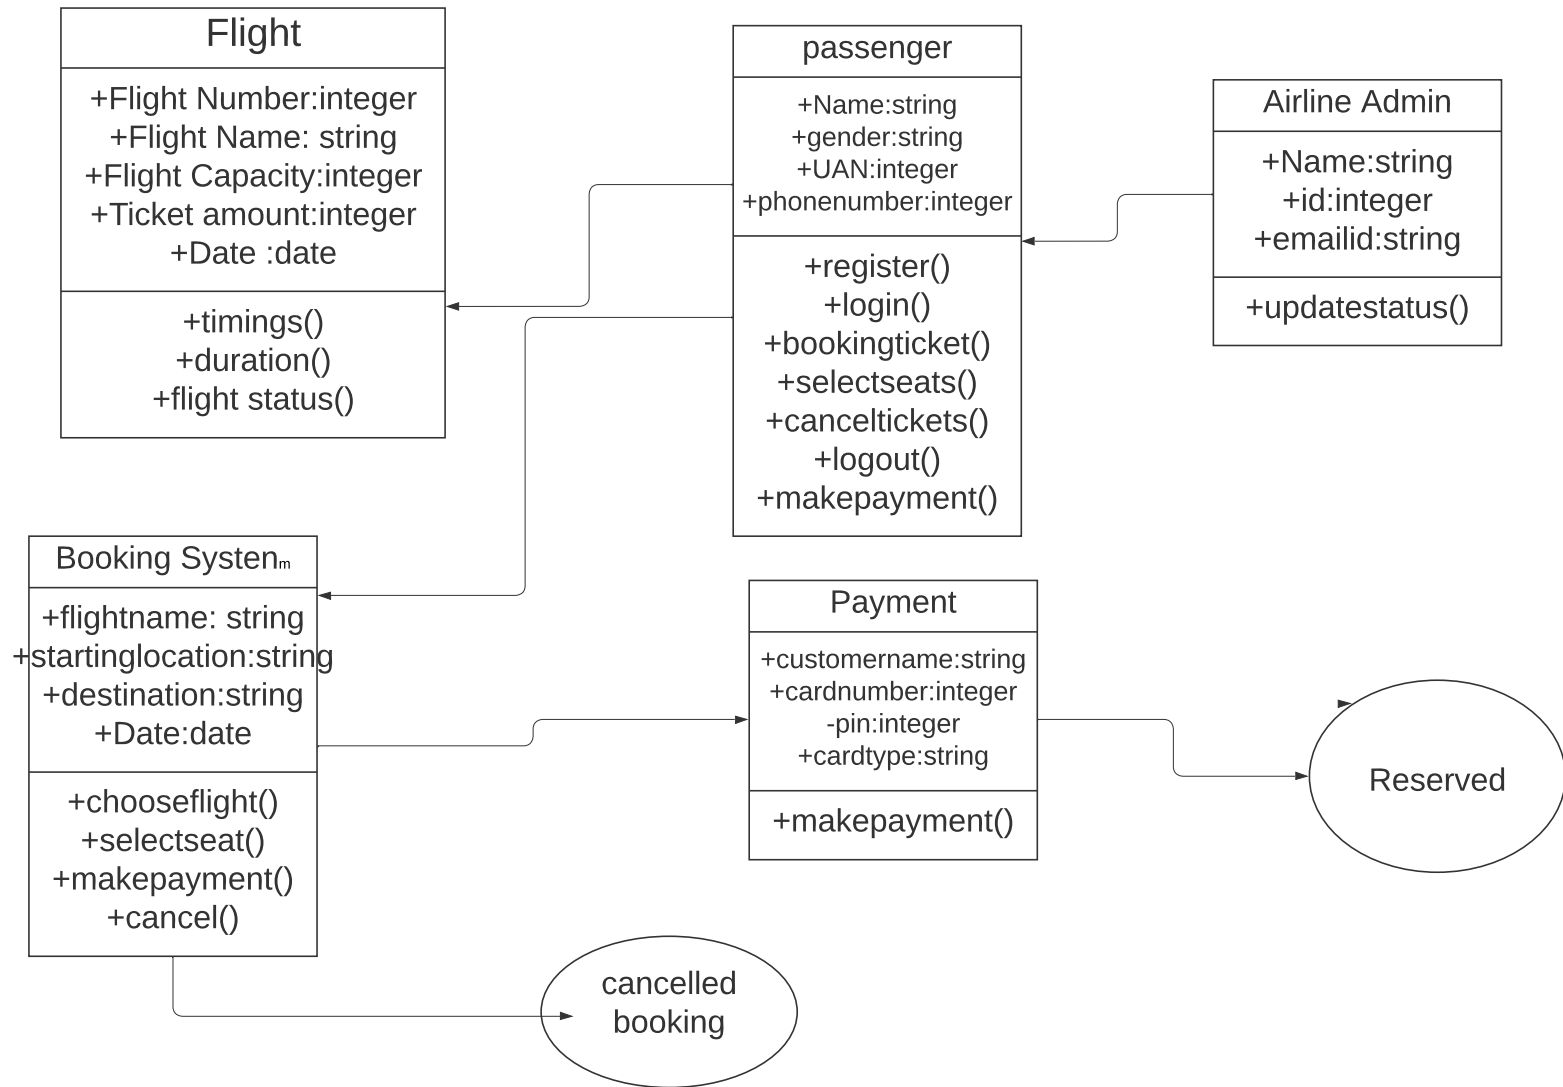 Flight
+Flight Number:integer
+Flight Name: string
+Flight Capacity:integer
+Ticket amount:integer
+Date :date
+timings()
+duration()
+flight status()
passenger
+Name:string
+gender:string
+UAN:integer
+phonenumber:integer
+register()
+login()
+bookingticket()
+selectseats()
+canceltickets()
+logout()
+makepayment()
Airline Admin
+Name:string
+id:integer
+emailid:string
+updatestatus()
Booking Systenm
+flightname: string
+startinglocation:string
+destination:string
+Date:date
+chooseflight()
+selectseat()
+makepayment()
+cancel()
Payment
+customername:string
+cardnumber:integer
-pin:integer
+cardtype:string
+makepayment()
Reserved
cancelled
booking